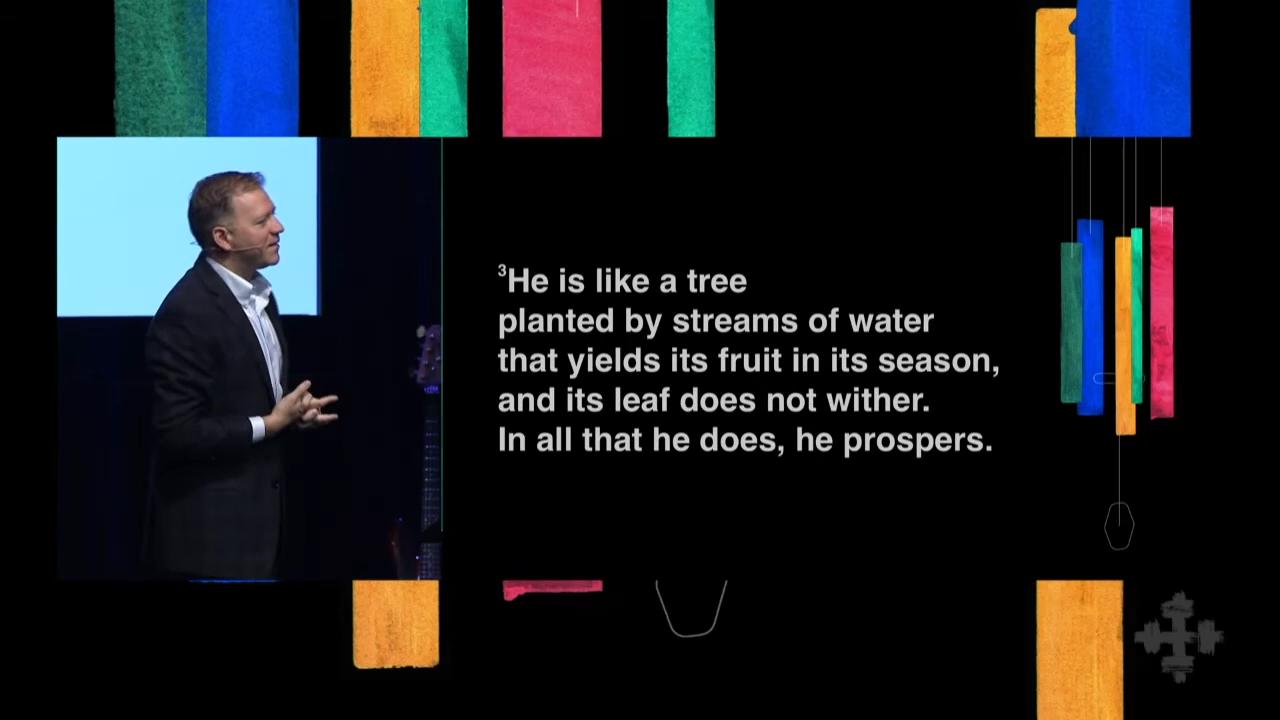 ³He is like a tree
planted by streams of water
that yields its fruit in its season,
and its leaf does not wither.
In all that he does, he prospers.